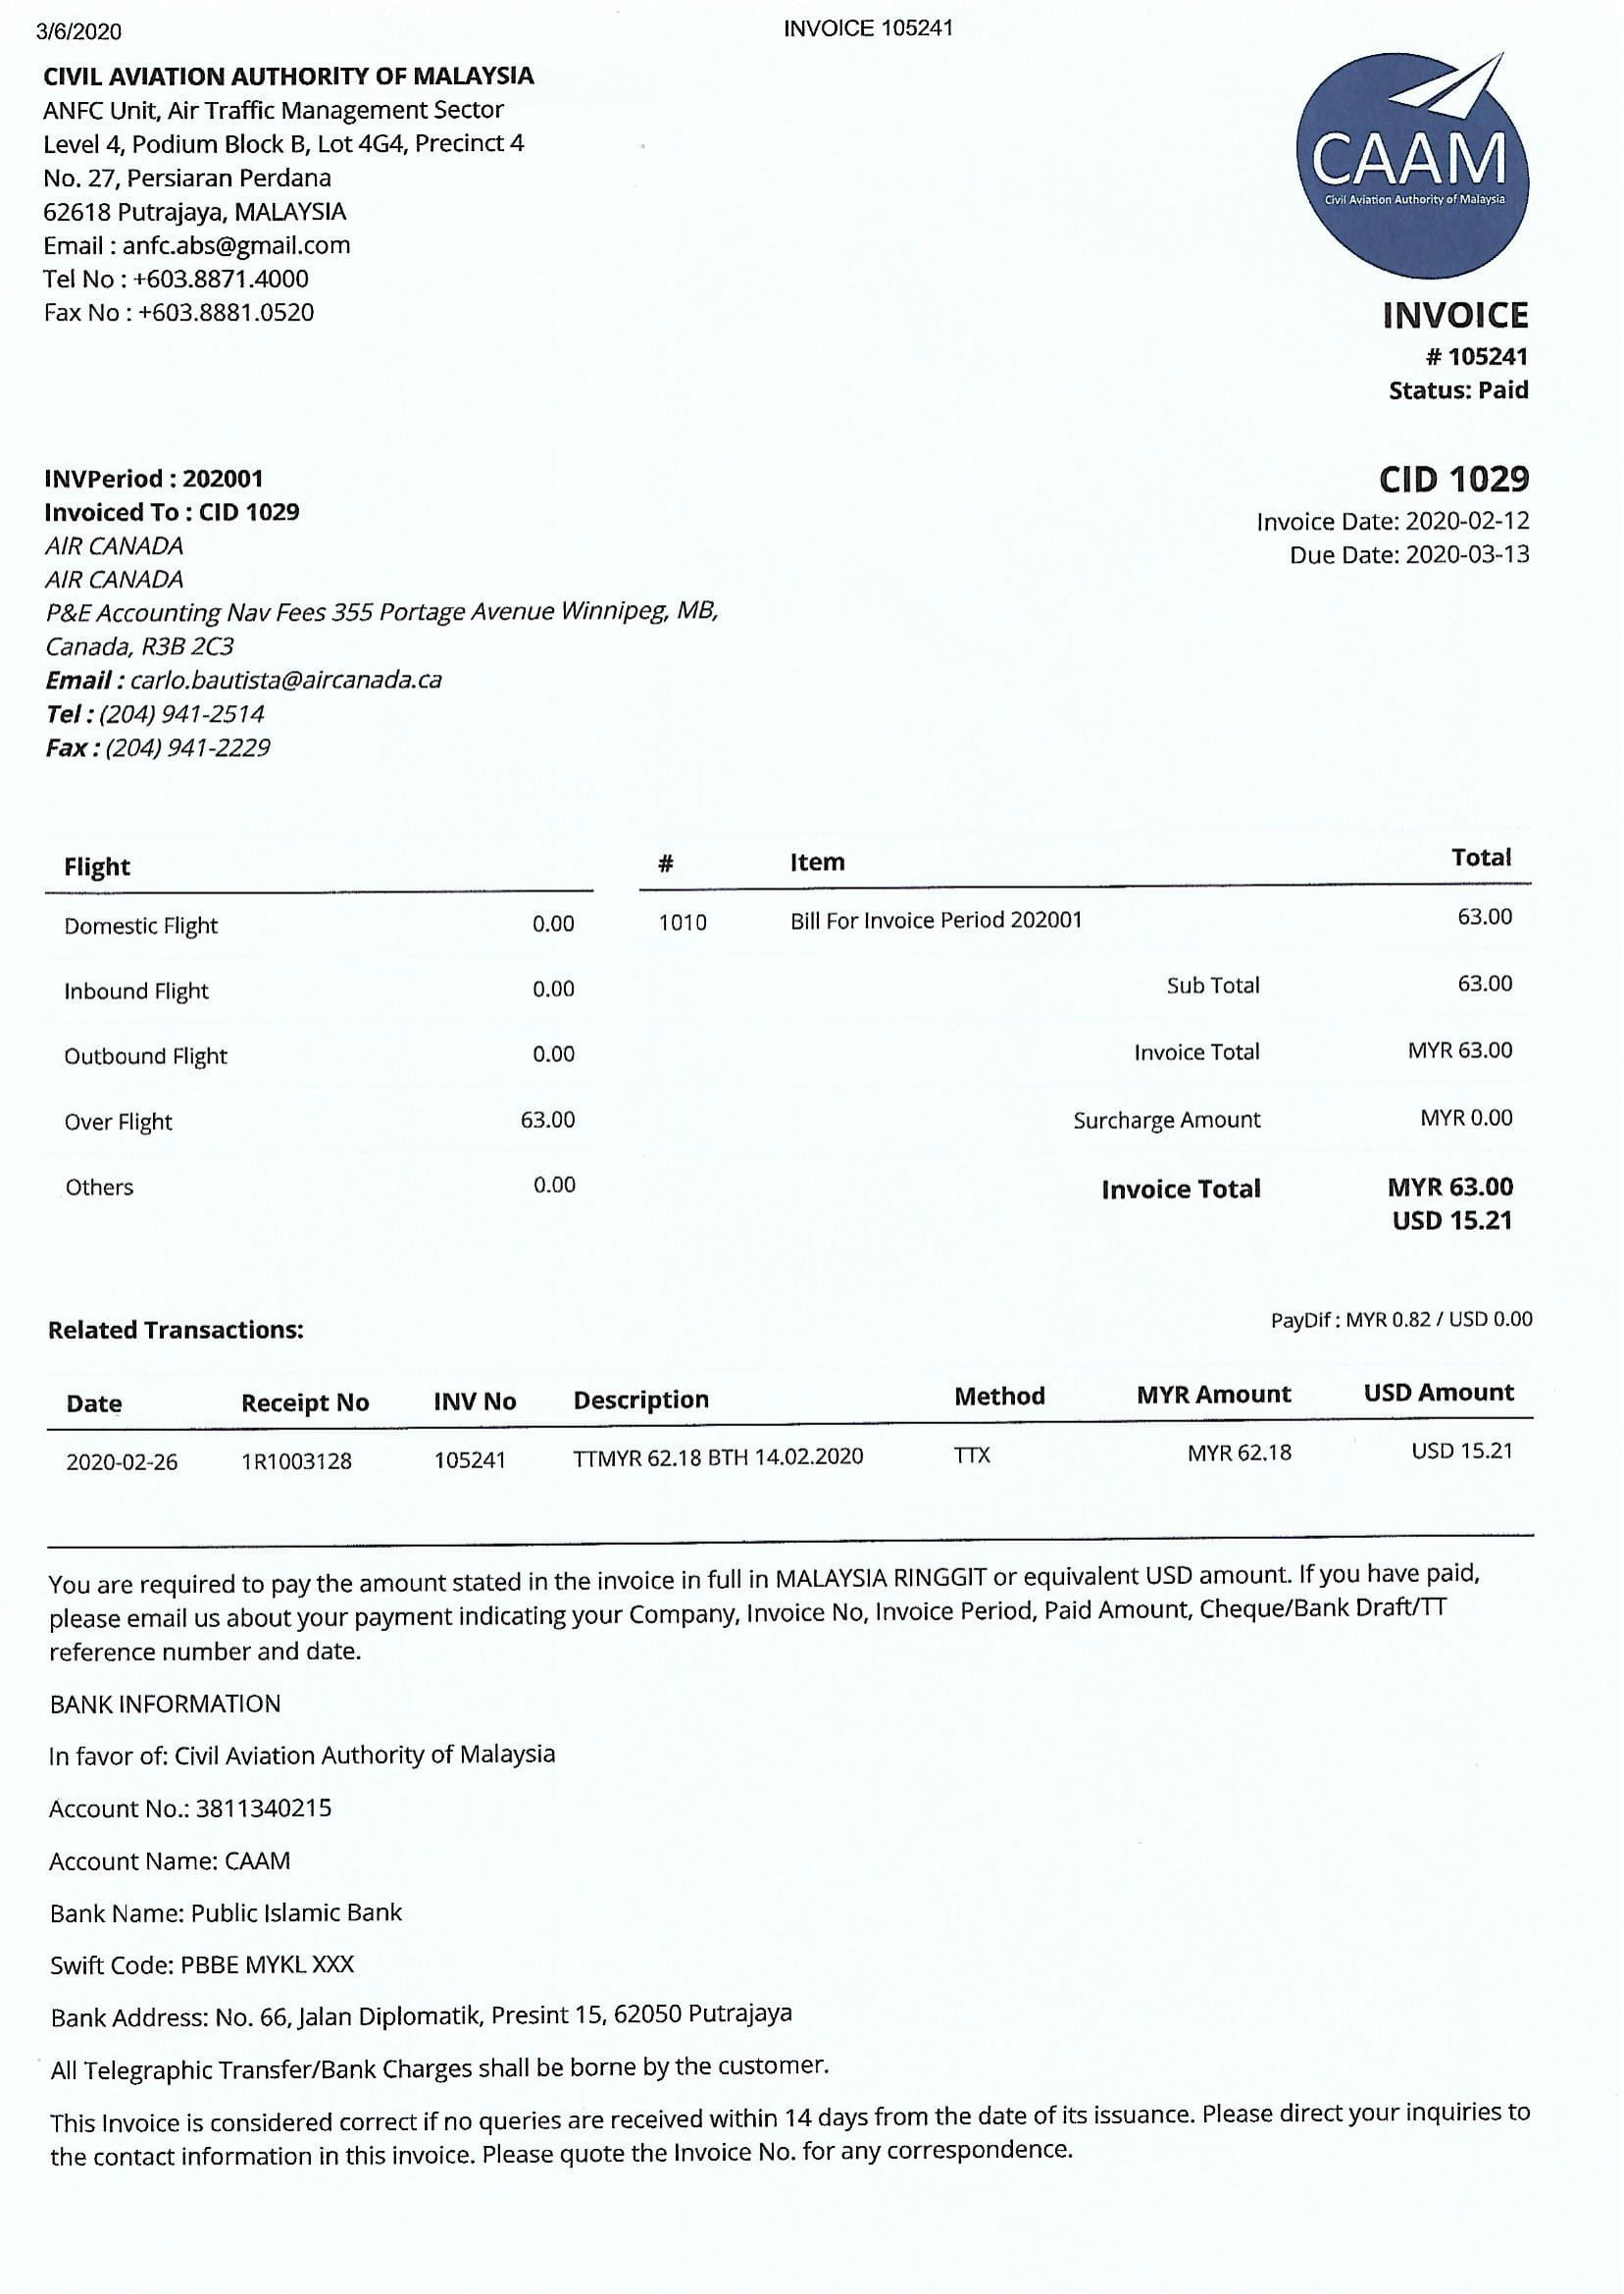 3/6/2020
INVOICE 105241
CIVIL AVIATION AUTHORITY OF MALAYSIA
ANFC Unit, Air Traffic Management Sector
Level 4, Podium Block B, Lot 4G4, Precinct 4
No. 27, Persiaran Perdana
62618 Putrajaya, MALAYSIA
Email : anfc.abs@gmail.com
Tel No : +603.8871.4000
Fax No : +603.8881.0520
CAAM
Civil Aviation Authority of Malaysia
INVOICE
# 105241
Status: Paid
INVPeriod : 202001
Invoiced To : CID 1029
AIR CANADA
AIR CANADA
P&E Accounting Nav Fees 355 Portage Avenue Winnipeg, MB,
Canada, R3B 2C3
Email : carlo.bautista@aircanada.ca
Tel : (204) 941-2514
Fax : (204) 941-2229
CID 1029
Invoice Date: 2020-02-12
Due Date: 2020-03-13
Flight
Domestic Flight 0.00
Inbound Flight 0.00
Outbound Flight 0.00
Over Flight 63.00
Others 0.00
# Item Total
1010 Bill For Invoice Period 202001 63.00
Sub Total 63.00
Invoice Total MYR 63.00
Surcharge Amount MYR 0.00
Invoice Total MYR 63.00
USD 15.21
Related Transactions:
PayDif : MYR 0.82 / USD 0.00
Date Receipt No INV No Description Method MYR Amount USD Amount
2020-02-26 1R1003128 105241 TTMYR 62.18 BTH 14.02.2020 TTX MYR 62.18 USD 15.21
You are required to pay the amount stated in the invoice in full in MALAYSIA RINGGIT or equivalent USD amount. If you have paid,
please email us about your payment indicating your Company, Invoice No, Invoice Period, Paid Amount, Cheque/Bank Draft/TT
reference number and date.
BANK INFORMATION
In favor of: Civil Aviation Authority of Malaysia
Account No.: 3811340215
Account Name: CAAM
Bank Name: Public Islamic Bank
Swift Code: PBBE MYKL XXX
Bank Address: No. 66, Jalan Diplomatik, Presint 15, 62050 Putrajaya
All Telegraphic Transfer/Bank Charges shall be borne by the customer.
This Invoice is considered correct if no queries are received within 14 days from the date of its issuance. Please direct your inquiries to
the contact information in this invoice. Please quote the Invoice No. for any correspondence.